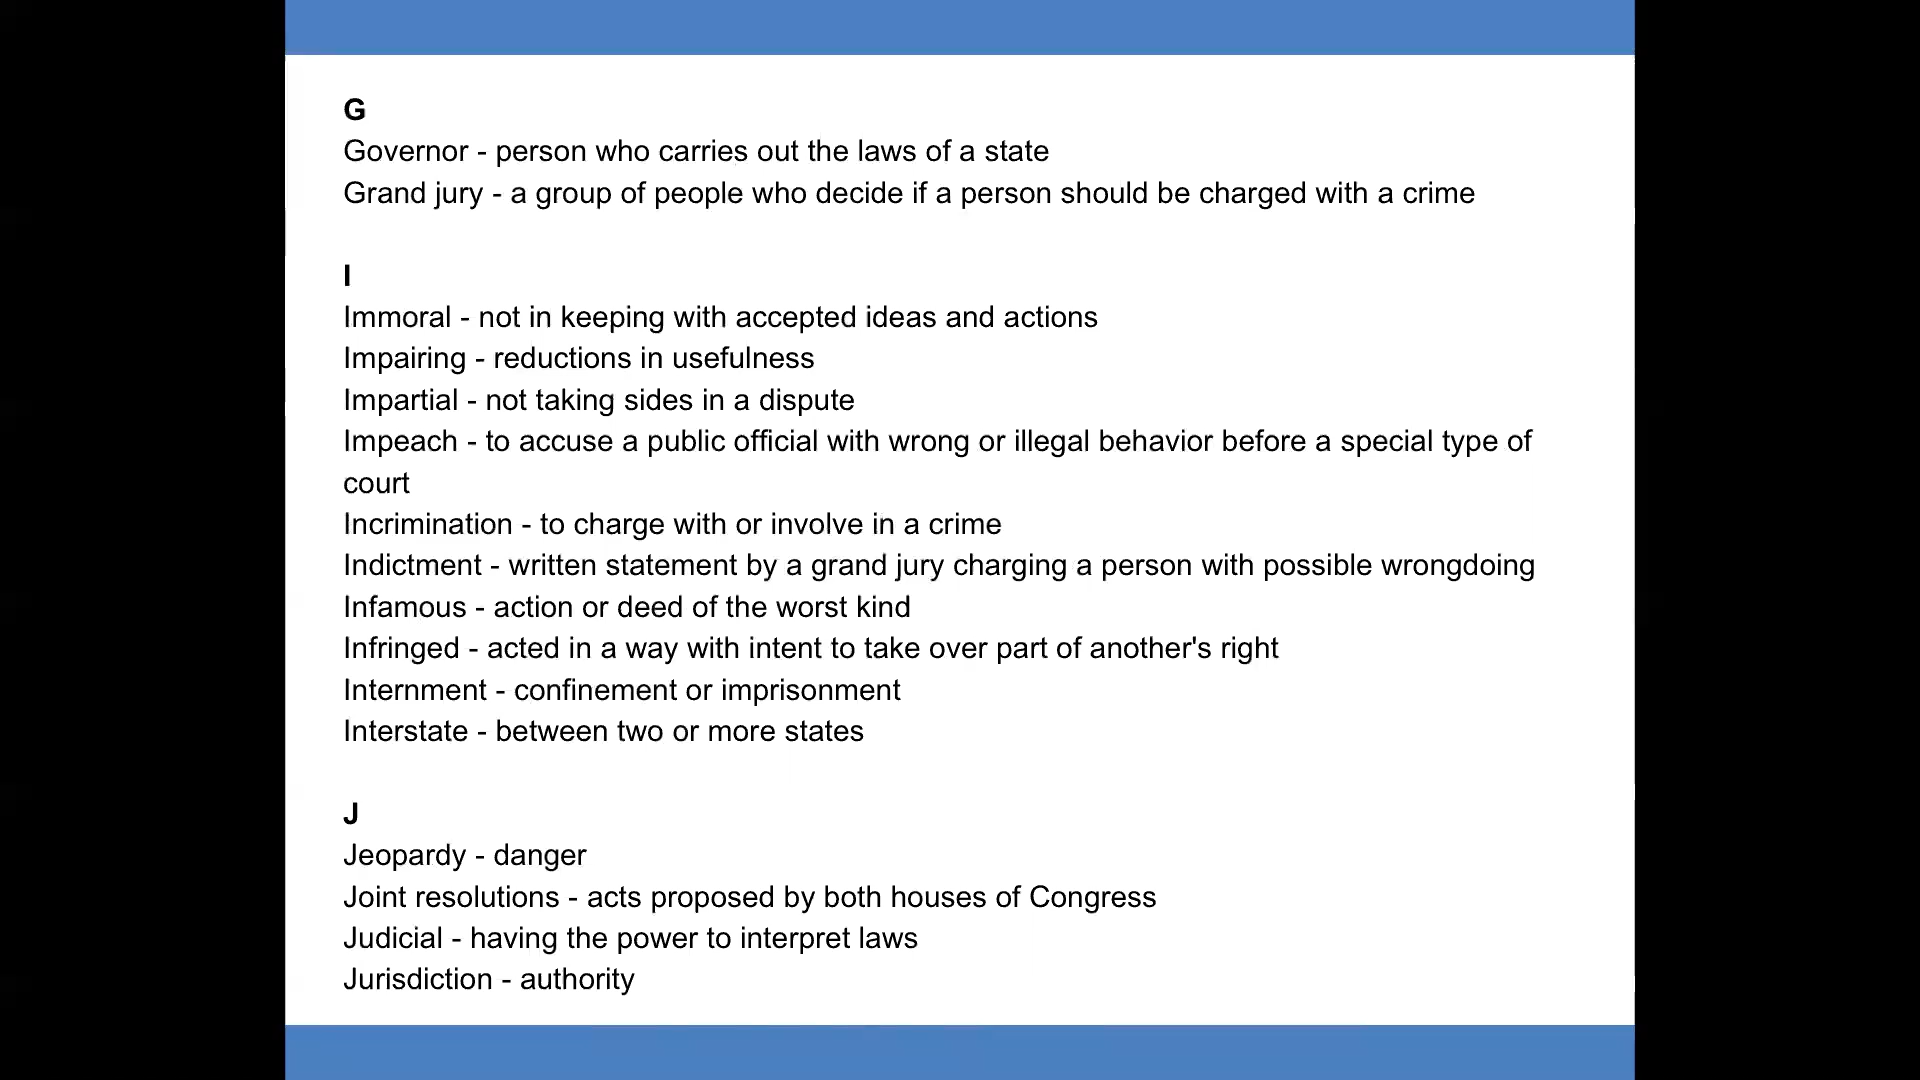 G
Governor - person who carries out the laws of a state
Grand jury - a group of people who decide if a person should be charged with a crime
I
Immoral - not in keeping with accepted ideas and actions
Impairing - reductions in usefulness
Impartial - not taking sides in a dispute
Impeach - to accuse a public official with wrong or illegal behavior before a special type of
court
Incrimination - to charge with or involve in a crime
Indictment - written statement by a grand jury charging a person with possible wrongdoing
Infamous - action or deed of the worst kind
Infringed - acted in a way with intent to take over part of another's right
Internment - confinement or imprisonment
Interstate - between two or more states
J
Jeopardy - danger
Joint resolutions - acts proposed by both houses of Congress
Judicial - having the power to interpret laws
Jurisdiction - authority